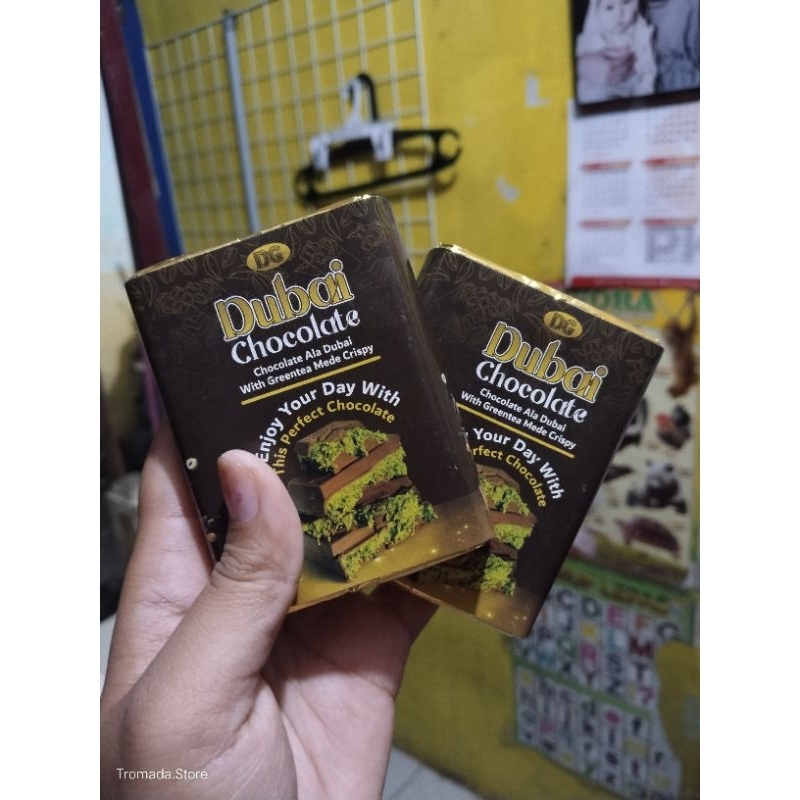 DG
Dubai
Chocolate
Chocolate Ala Dubai
With Greentea Mede Crispy
Enjoy Your Day With
This Perfect Chocolate
DG
Dubai
Chocolate
Chocolate Ala Dubai
With Greentea Mede Crispy
Your Day With
rfect Chocolate
Tromada.Store